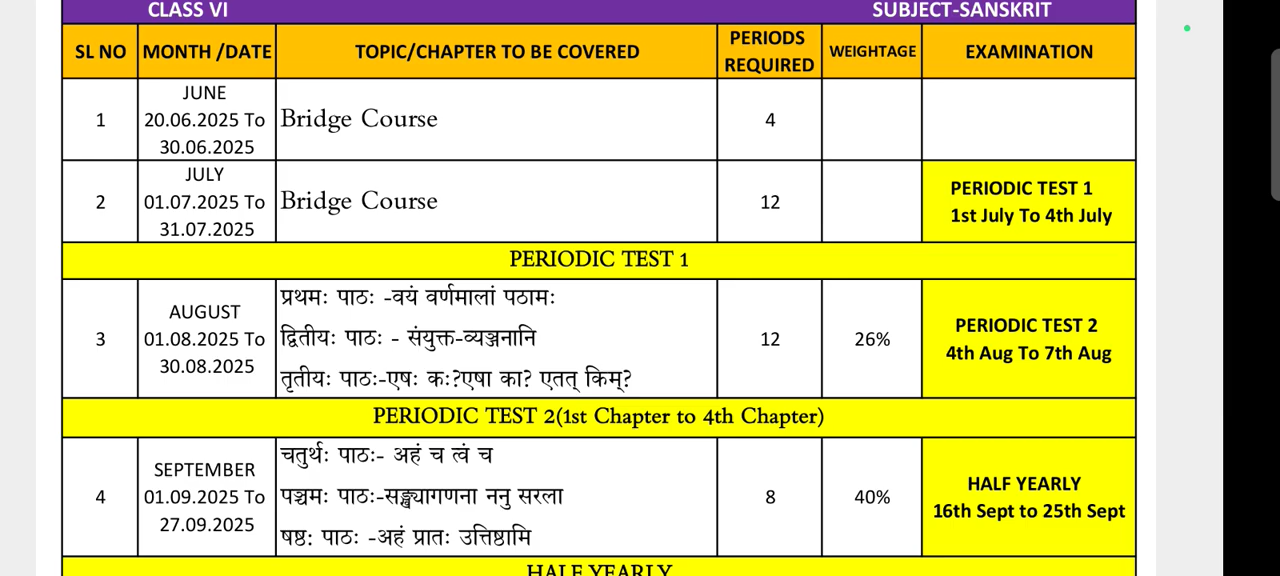 CLASS VI SUBJECT-SANSKRIT
SL NO MONTH /DATE TOPIC/CHAPTER TO BE COVERED PERIODS REQUIRED WEIGHTAGE EXAMINATION
1
JUNE
20.06.2025 To
30.06.2025
Bridge Course
4
2
JULY
01.07.2025 To
31.07.2025
Bridge Course
12
PERIODIC TEST 1
1st July To 4th July
PERIODIC TEST 1
3
AUGUST
01.08.2025 To
30.08.2025
प्रथमः पाठः -वयं वर्णमालां पठामः
द्वितीयः पाठः - संयुक्त-व्यञ्जनानि
तृतीयः पाठः-एषः कः?एषा का? एतत् किम्?
12
26%
PERIODIC TEST 2
4th Aug To 7th Aug
PERIODIC TEST 2(1st Chapter to 4th Chapter)
4
SEPTEMBER
01.09.2025 To
27.09.2025
चतुर्थः पाठः- अहं च त्वं च
पञ्चमः पाठः-सङ्ख्यागणना ननु सरला
षष्ठः पाठः -अहं प्रातः उत्तिष्ठामि
8
40%
HALF YEARLY
16th Sept to 25th Sept
HALF YEARLY